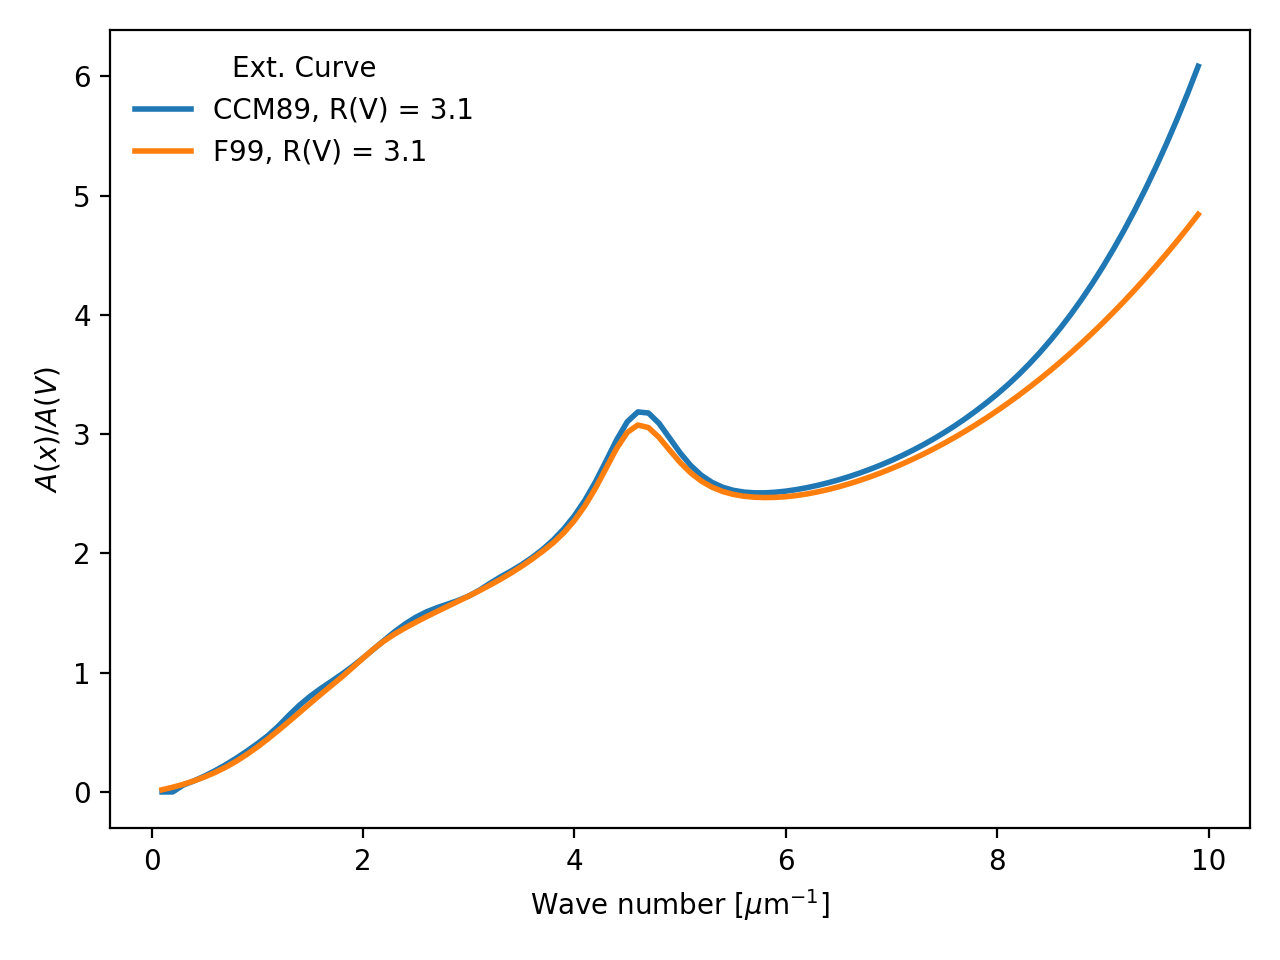 Ext. Curve
CCM89, R(V) = 3.1
F99, R(V) = 3.1
6
5
4
3
2
1
0
A(x)/A(V)
0 2 4 6 8 10
Wave number [μm⁻¹]